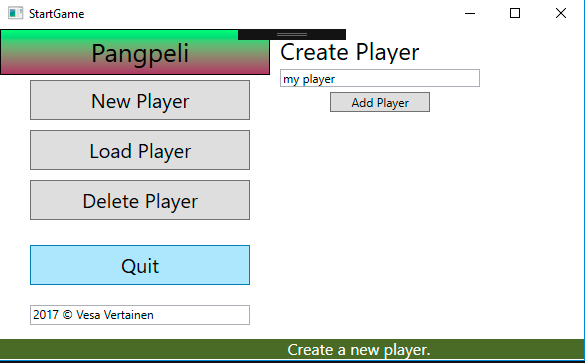 StartGame
Pangpeli
New Player
Load Player
Delete Player
Quit
2017 © Vesa Vertainen
Create Player
my player
Add Player
Create a new player.